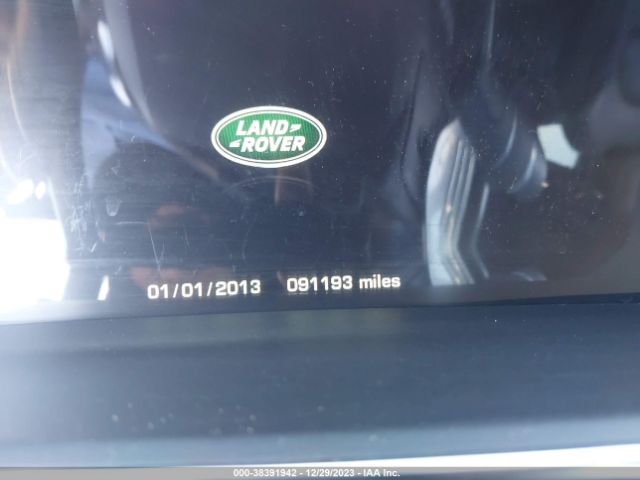 LAND
ROVER
01/01/2013 091193 miles
000-38391942 - 12/29/2023 - IAA Inc.